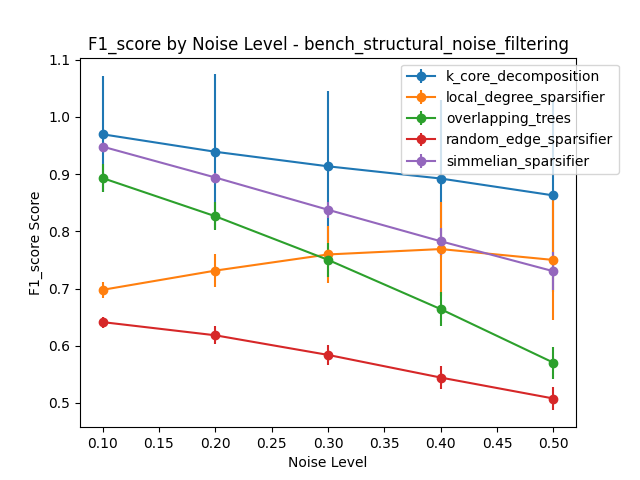 F1_score by Noise Level - bench_structural_noise_filtering
k_core_decomposition
local_degree_sparsifier
overlapping_trees
random_edge_sparsifier
simmelian_sparsifier
F1_score Score
1.1
1.0
0.9
0.8
0.7
0.6
0.5
0.10 0.15 0.20 0.25 0.30 0.35 0.40 0.45 0.50
Noise Level